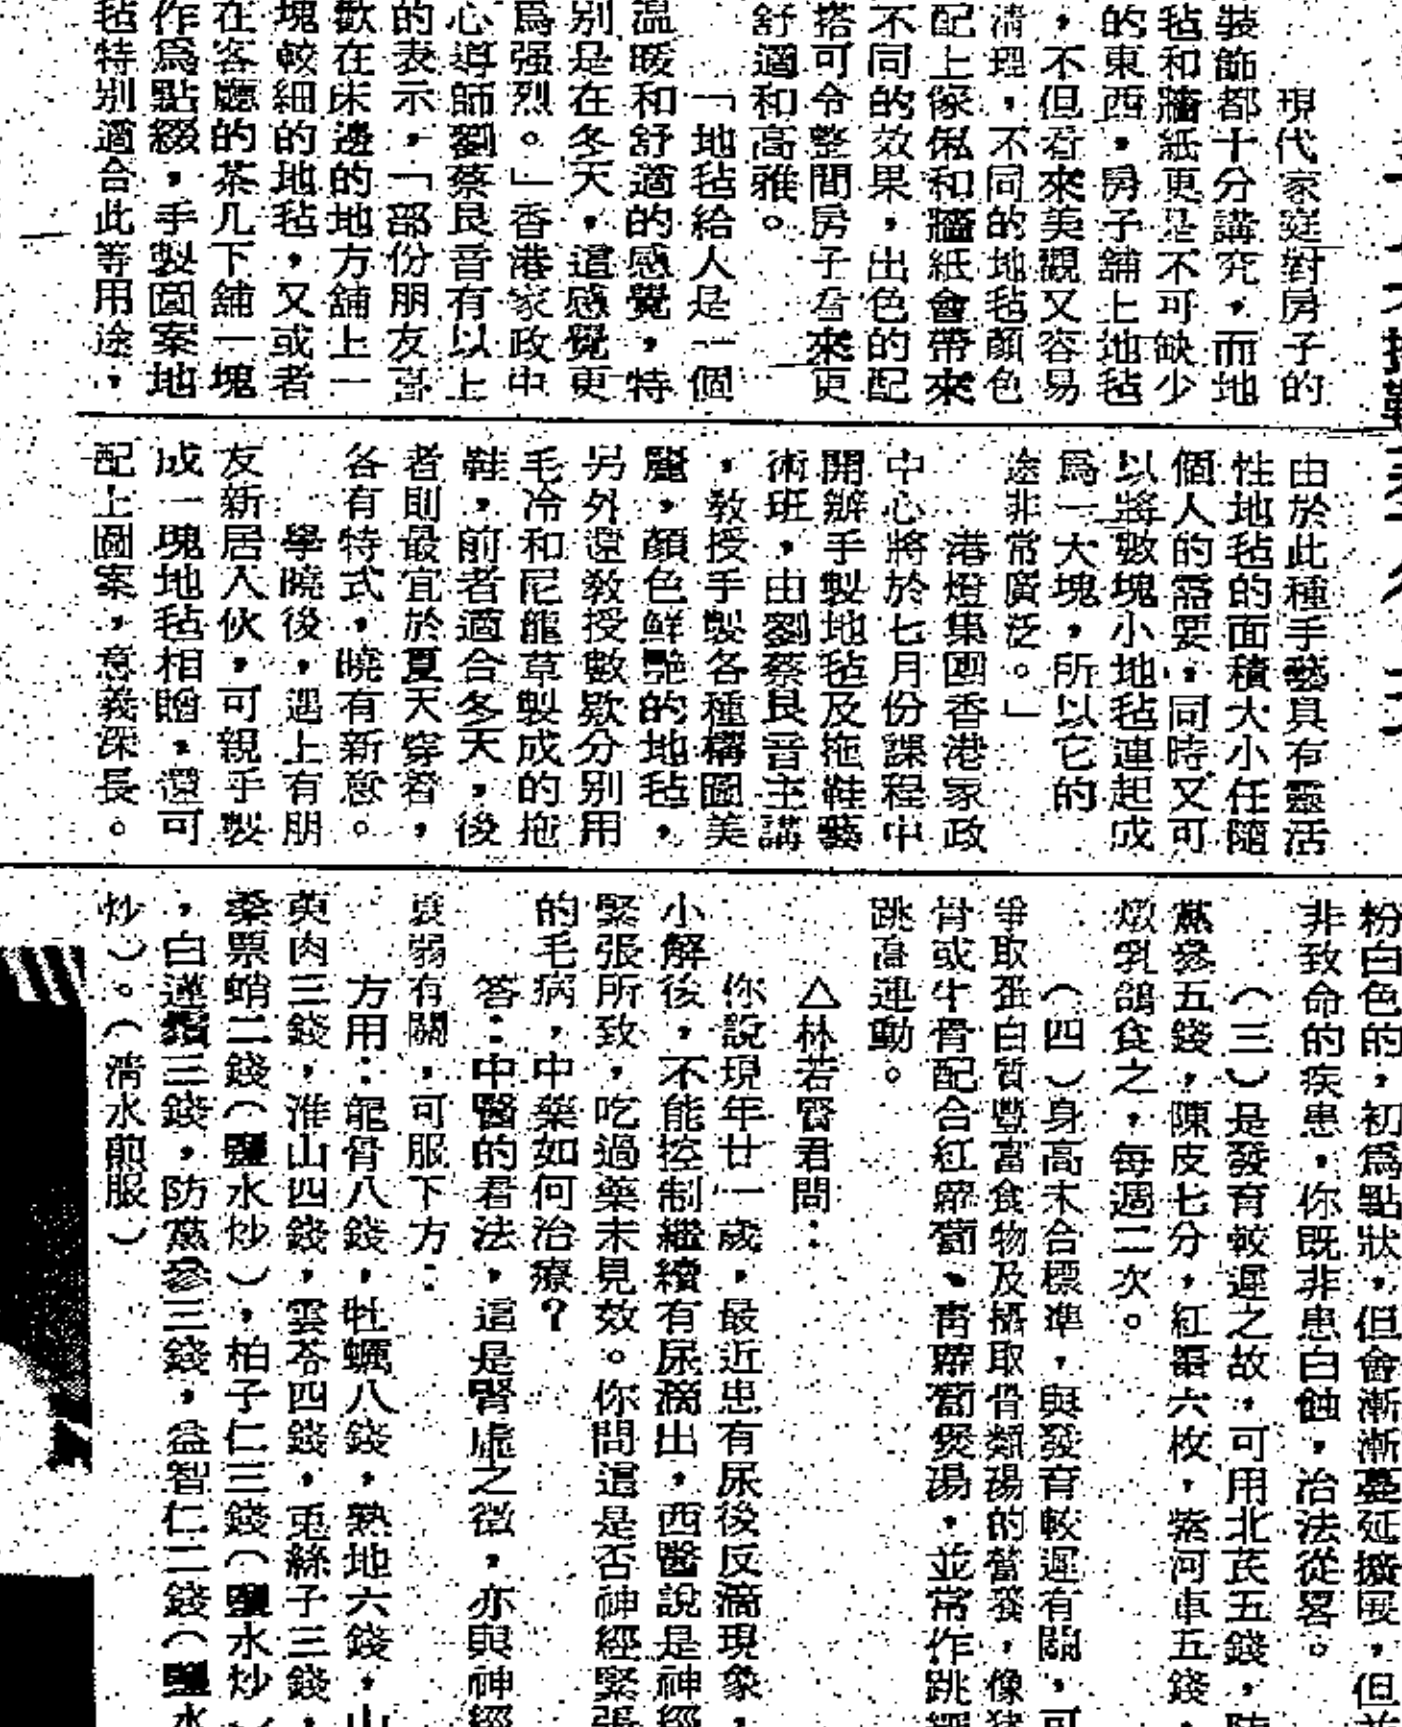 現代家庭對房子的
裝飾都十分講究，而地
毡和牆紙更是不可缺少
的東西，房子舖上地毡
，不但看來美觀又容易
清理，不同的地毡顏色
配上傢俬和牆紙會帶來
不同的效果，出色的配
搭可令整間房子看來更
舒適和高雅。
「地毡給人是一個
溫暖和舒適的感覺，特
別是在冬天，這感覺更
爲强烈。」香港家政中
心導師劉蔡艮音有以上
的表示，「部份朋友喜
歡在床邊的地方舖上一
塊較細的地毡，又或者
在客廳的茶几下舖一塊
作爲點綴，手製圖案地
毡特別適合此等用途，
由於此種手藝具有靈活
性地毡的面積大小任隨
個人的需要，同時又可
以將數塊小地毡連起成
爲一大塊，所以它的
途非常廣泛。」
港燈集團香港家政
中心將於七月份課程中
開辦手製地毡及拖鞋藝
術班，由劉蔡艮音主講
，教授手製各種構圖美
麗，顏色鮮艷的地毡，
另外還教授數款分別用
毛冷和尼龍草製成的拖
鞋，前者適合冬天，後
者則最宜於夏天穿着，
各有特式，曉有新意。
學曉後，遇上有朋
友新居入伙，可親手製
成一塊地毡相贈，還可
配上圖案，意義深長。
粉白色的，初爲點狀，但會漸漸蔓延擴展，但並
非致命的疾患，你既非患白蝕，治法從畧。
（三）是發育較遲之故，可用北芪五錢，
黨參五錢，陳皮七分，紅棗六枚，紫河車五錢，
燉乳鴿食之，每週二次。
（四）身高未合標準，與發育較遲有關，可
爭取蛋白質豐富食物及攝取骨類湯的營養，像猪
骨或牛骨配合紅蘿蔔、靑蘿蔔煲湯，並常作跳繩
跳高運動。
△林若賢君問：
你說現年廿一歲，最近患有尿後反滴現象，
小解後，不能控制繼續有尿滴出，西醫說是神經
緊張所致，吃過藥未見效。你問這是否神經緊張
的毛病，中藥如何治療？
答：中醫的看法，這是腎虛之徵，亦與神經
衰弱有關，可服下方：
方用：龍骨八錢，牡蠣八錢，熟地六錢，山
萸肉三錢，淮山四錢，雲苓四錢，兎絲子三錢，
桑票蛸二錢（鹽水炒），柏子仁三錢（鹽水炒）
，白蓮鬚三錢，防黨參三錢，益智仁二錢（鹽水
炒）。（淸水煎服）